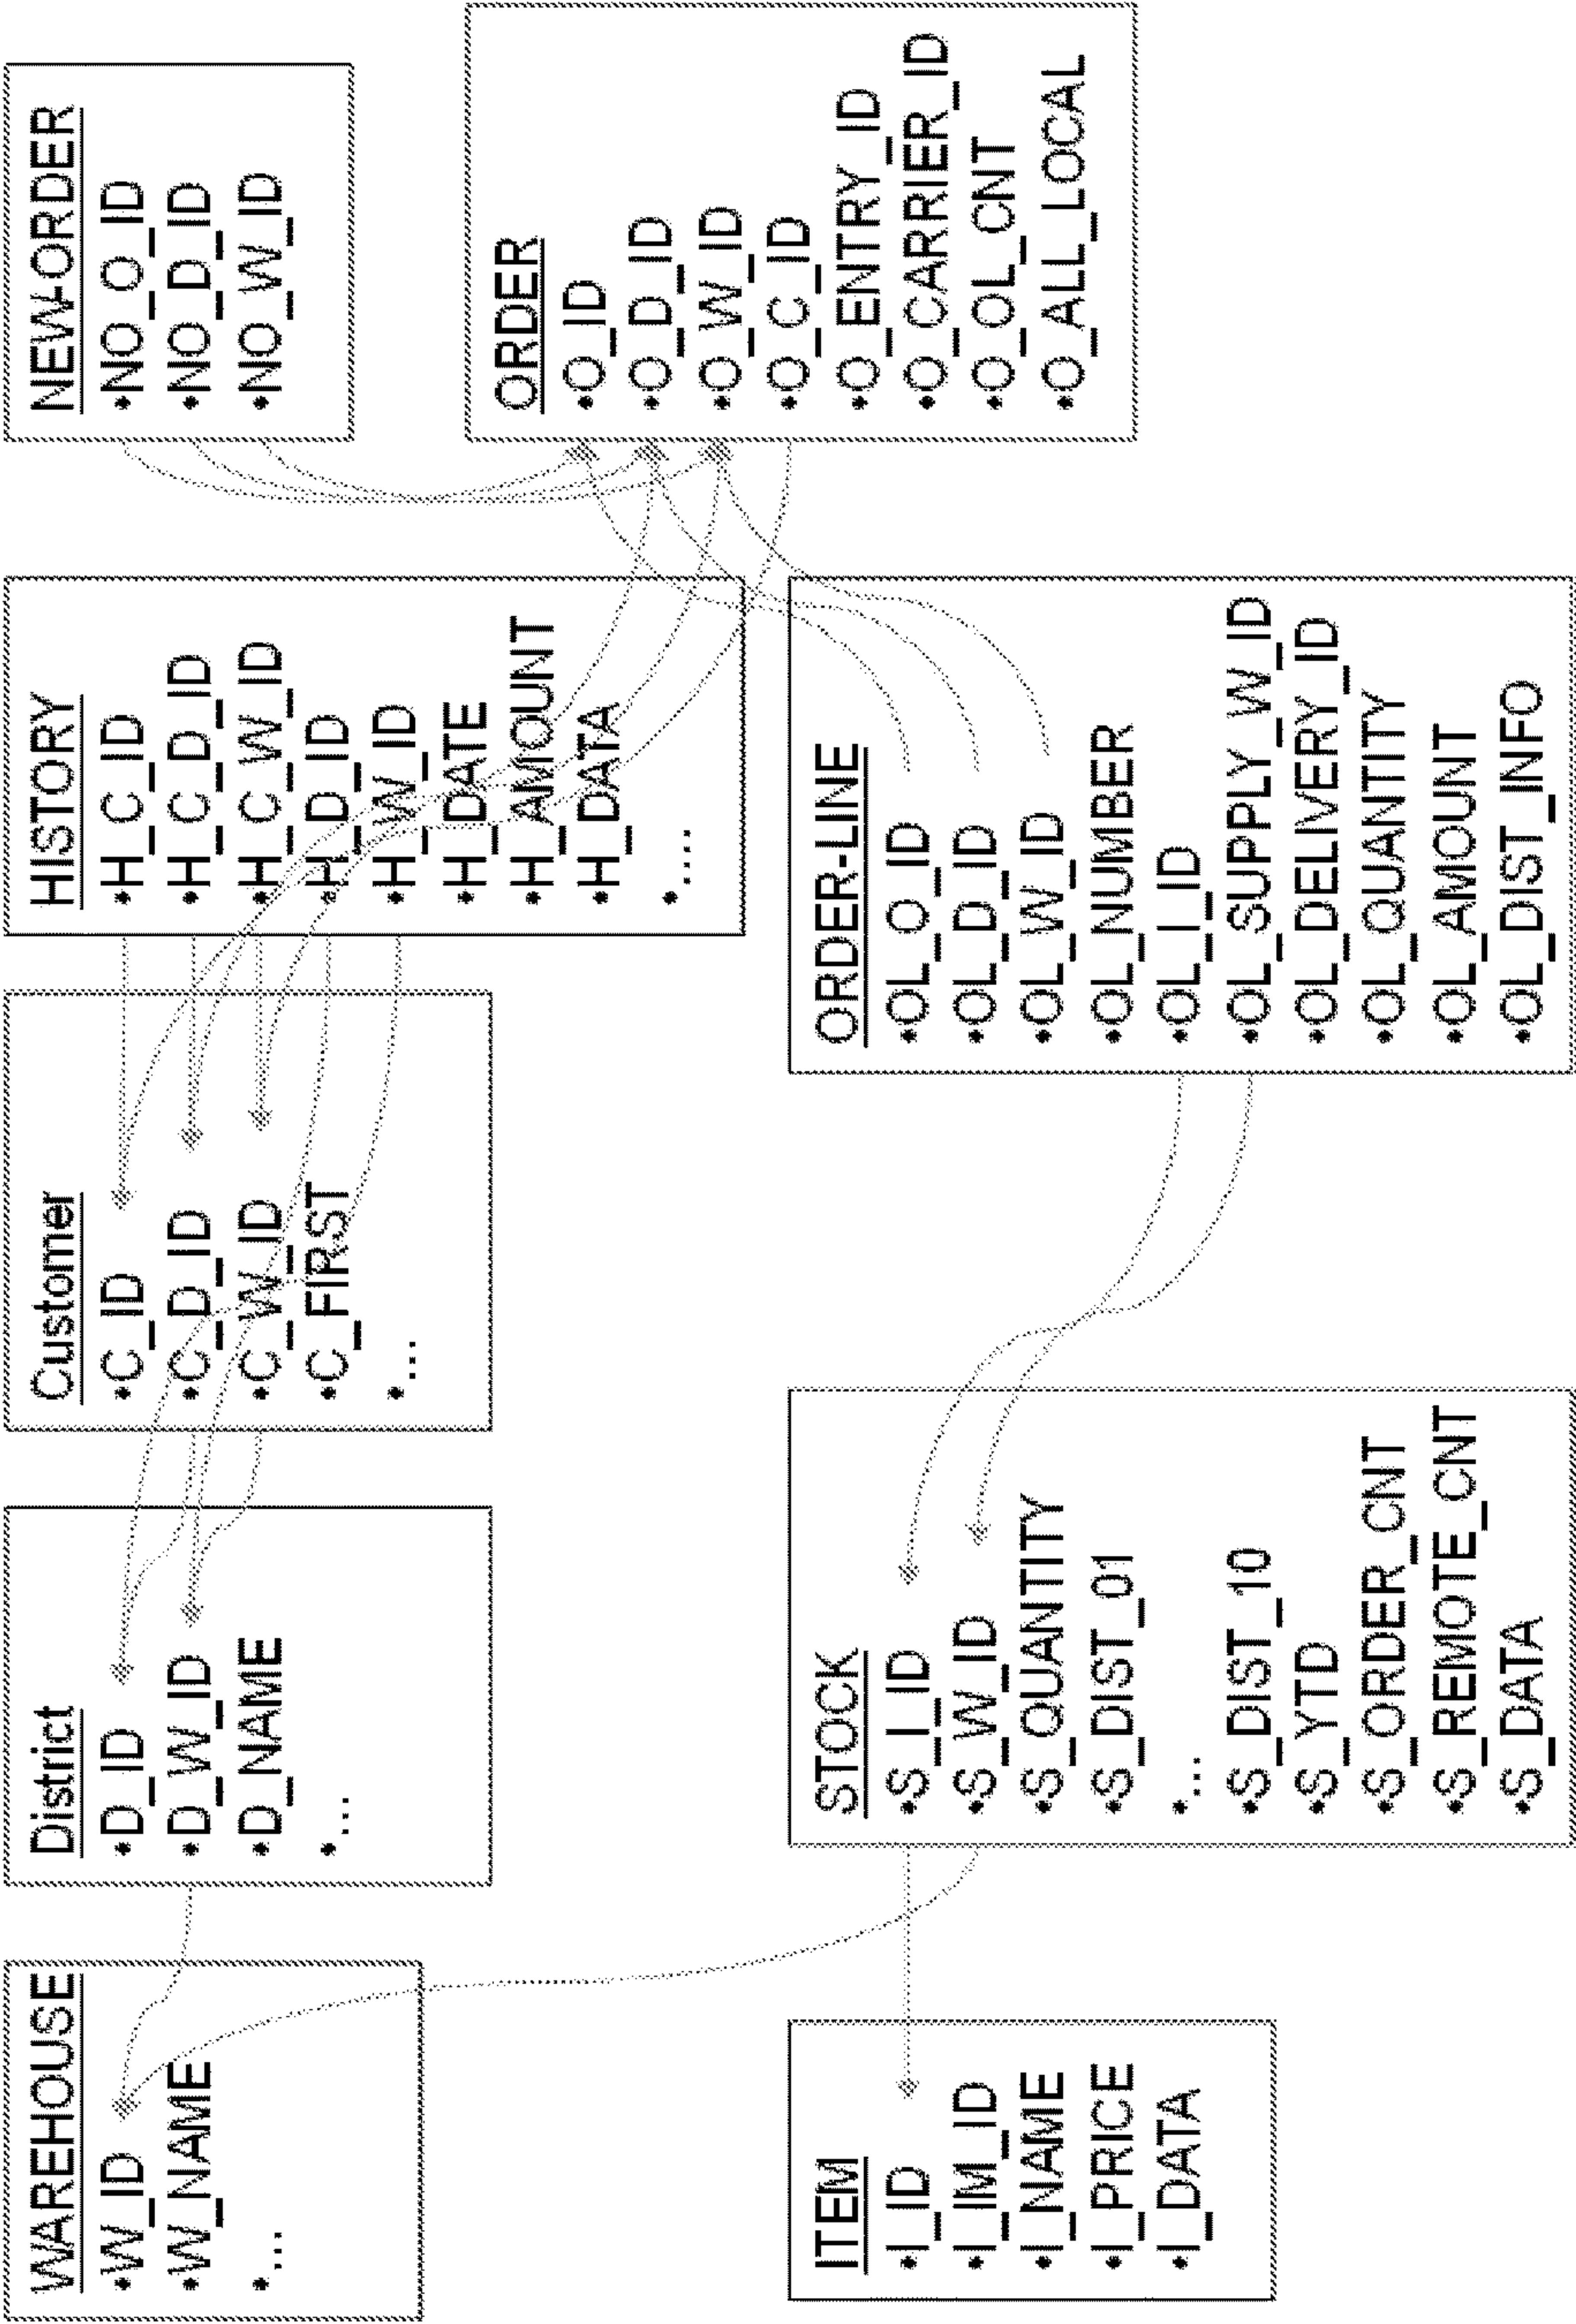 WAREHOUSE
•W_ID
•W_NAME
•...
District
•D_ID
•D_W_ID
•D_NAME
•...
Customer
•C_ID
•C_D_ID
•C_W_ID
•C_FIRST
•...
HISTORY
•H_C_ID
•H_C_D_ID
•H_C_W_ID
•H_D_ID
•H_W_ID
•H_DATE
•H_AMOUNT
•H_DATA
•....
NEW-ORDER
•NO_O_ID
•NO_D_ID
•NO_W_ID
ITEM
•I_ID
•I_IM_ID
•I_NAME
•I_PRICE
•I_DATA
STOCK
•S_I_ID
•S_W_ID
•S_QUANTITY
•S_DIST_01
•...
•S_DIST_10
•S_YTD
•S_ORDER_CNT
•S_REMOTE_CNT
•S_DATA
ORDER-LINE
•OL_O_ID
•OL_D_ID
•OL_W_ID
•OL_NUMBER
•OL_I_ID
•OL_SUPPLY_W_ID
•OL_DELIVERY_ID
•OL_QUANTITY
•OL_AMOUNT
•OL_DIST_INFO
ORDER
•O_ID
•O_D_ID
•O_W_ID
•O_C_ID
•O_ENTRY_ID
•O_CARRIER_ID
•O_OL_CNT
•O_ALL_LOCAL